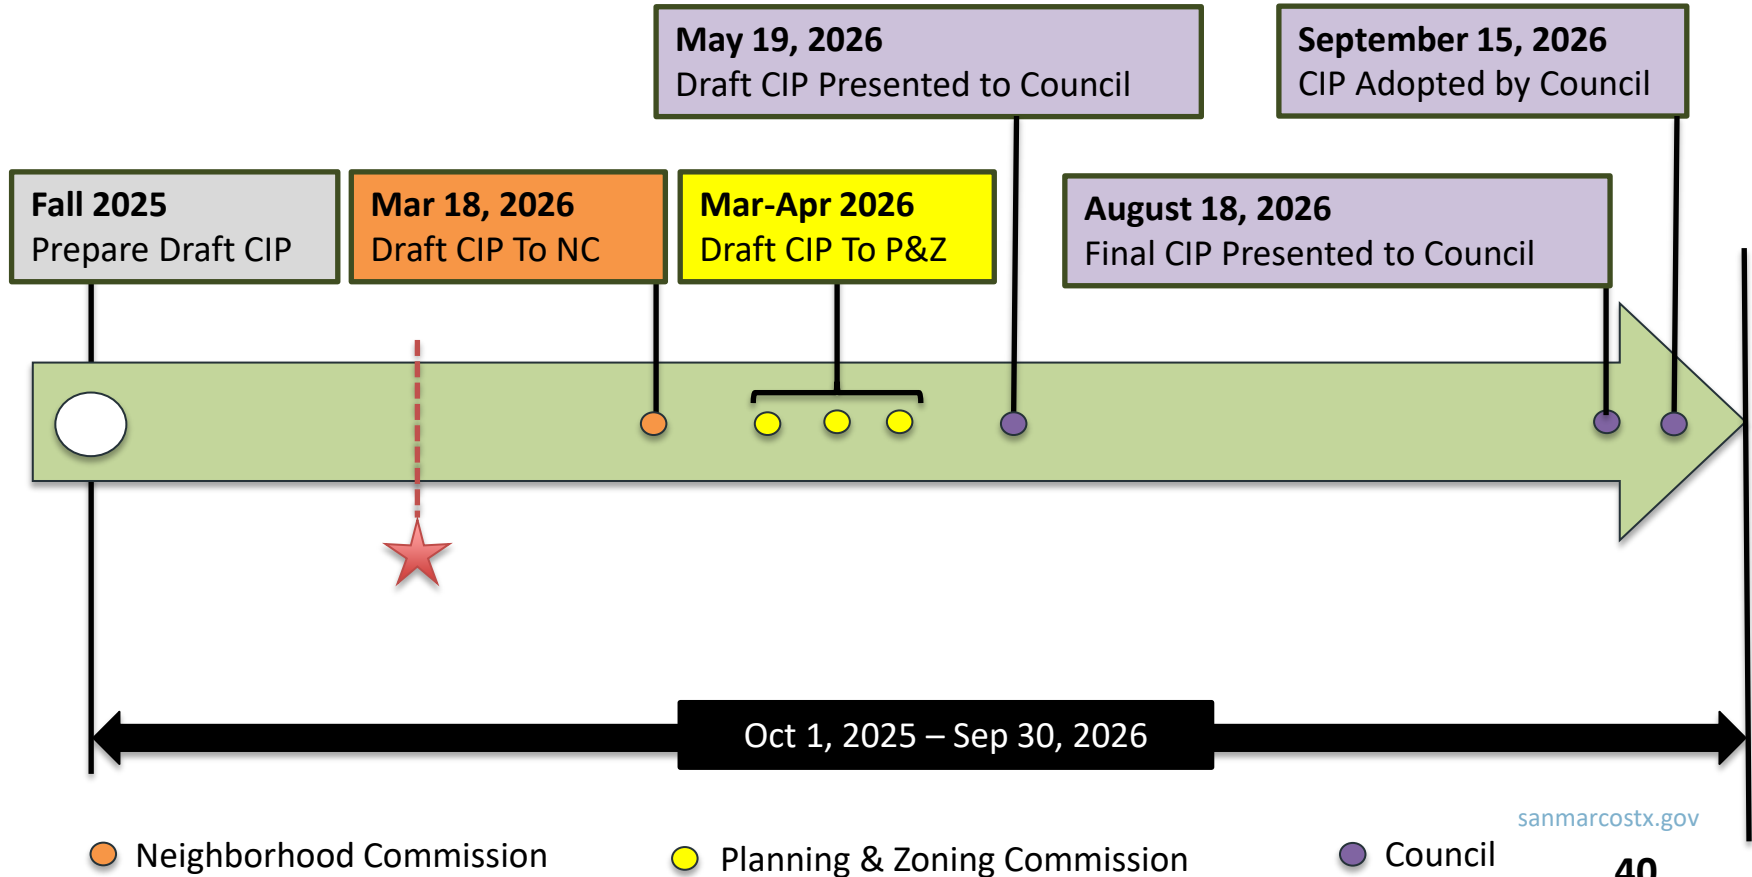 May 19, 2026
Draft CIP Presented to Council
September 15, 2026
CIP Adopted by Council
Fall 2025
Prepare Draft CIP
Mar 18, 2026
Draft CIP To NC
Mar-Apr 2026
Draft CIP To P&Z
August 18, 2026
Final CIP Presented to Council
Oct 1, 2025 – Sep 30, 2026
sanmarcostx.gov
Neighborhood Commission
Planning & Zoning Commission
Council
40